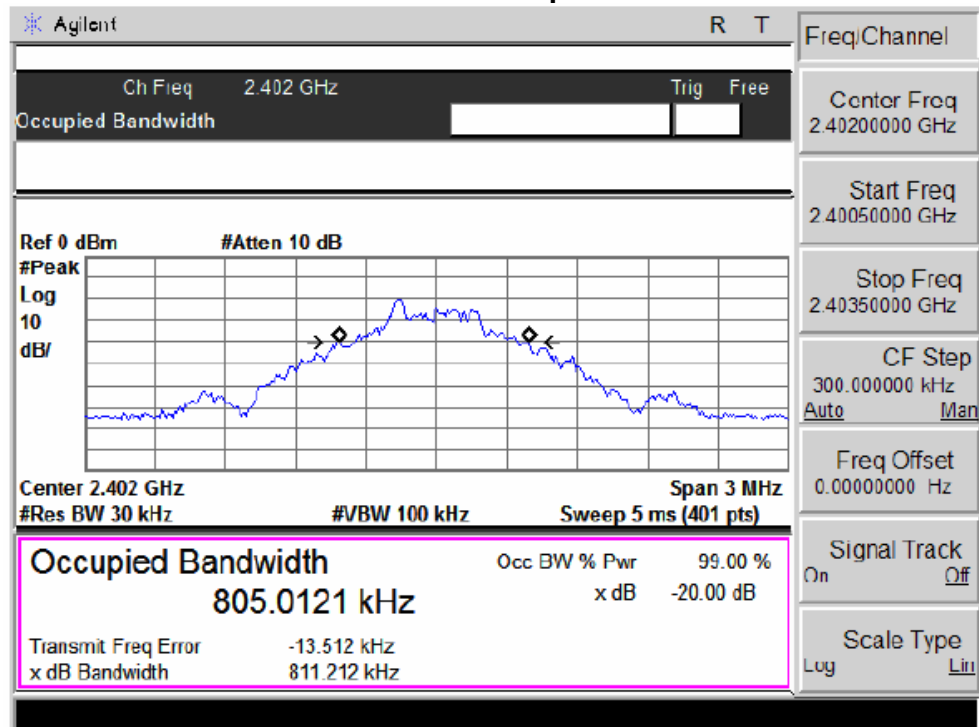 Agilent R T
Ch Freq 2.402 GHz Trig Free
Occupied Bandwidth
Ref 0 dBm #Atten 10 dB
#Peak
Log
10
dB/
Center 2.402 GHz Span 3 MHz
#Res BW 30 kHz #VBW 100 kHz Sweep 5 ms (401 pts)
Occupied Bandwidth
805.0121 kHz
Occ BW % Pwr 99.00 %
x dB -20.00 dB
Transmit Freq Error -13.512 kHz
x dB Bandwidth 811.212 kHz
Freq/Channel
Center Freq
2.40200000 GHz
Start Freq
2.40050000 GHz
Stop Freq
2.40350000 GHz
CF Step
300.000000 kHz
Auto Man
Freq Offset
0.00000000 Hz
Signal Track
On Off
Scale Type
Log Lin